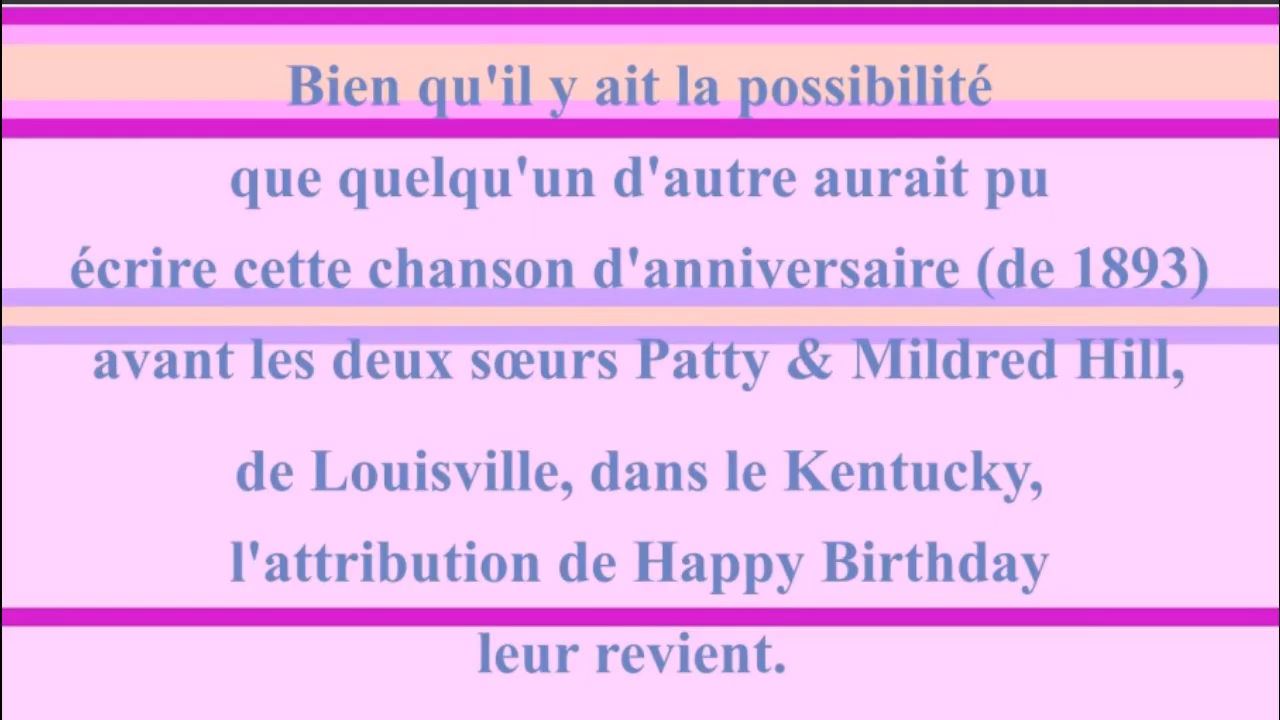 Bien qu'il y ait la possibilité
que quelqu'un d'autre aurait pu
écrire cette chanson d'anniversaire (de 1893)
avant les deux sœurs Patty & Mildred Hill,
de Louisville, dans le Kentucky,
l'attribution de Happy Birthday
leur revient.